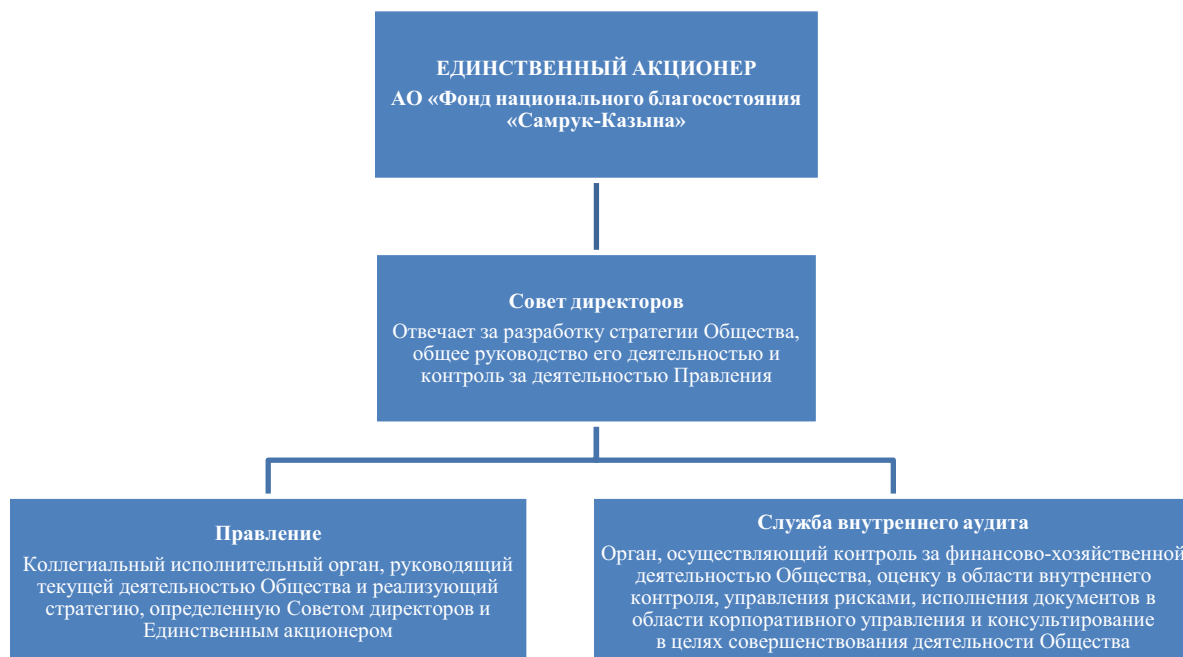 ЕДИНСТВЕННЫЙ АКЦИОНЕР
АО «Фонд национального благосостояния
«Самрук-Казына»
Совет директоров
Отвечает за разработку стратегии Общества,
общее руководство его деятельностью и
контроль за деятельностью Правления
Правление
Коллегиальный исполнительный орган, руководящий
текущей деятельностью Общества и реализующий
стратегию, определенную Советом директоров и
Единственным акционером
Служба внутреннего аудита
Орган, осуществляющий контроль за финансово-хозяйственной
деятельностью Общества, оценку в области внутреннего
контроля, управления рисками, исполнения документов в
области корпоративного управления и консультирование
в целях совершенствования деятельности Общества